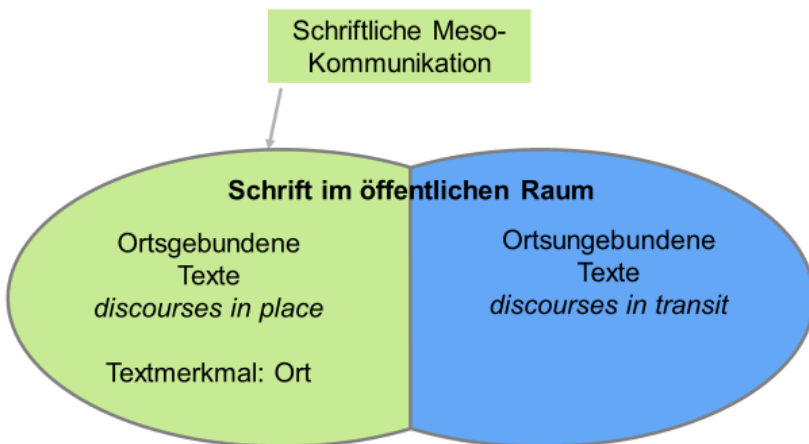 Schriftliche Meso-
Kommunikation
Schrift im öffentlichen Raum
Ortsgebundene
Texte
discourses in place
Textmerkmal: Ort
Ortsungebundene
Texte
discourses in transit